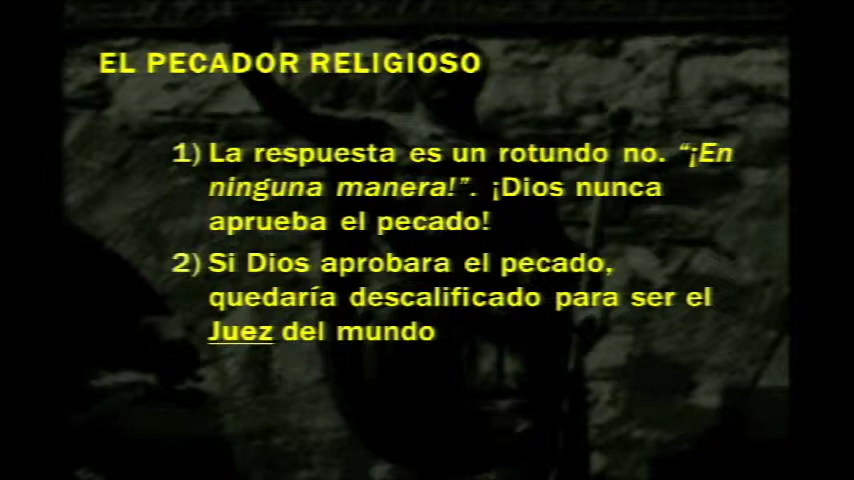 EL PECADOR RELIGIOSO
1) La respuesta es un rotundo no. “¡En
ninguna manera!”. ¡Dios nunca
aprueba el pecado!
2) Si Dios aprobara el pecado,
quedaría descalificado para ser el
Juez del mundo